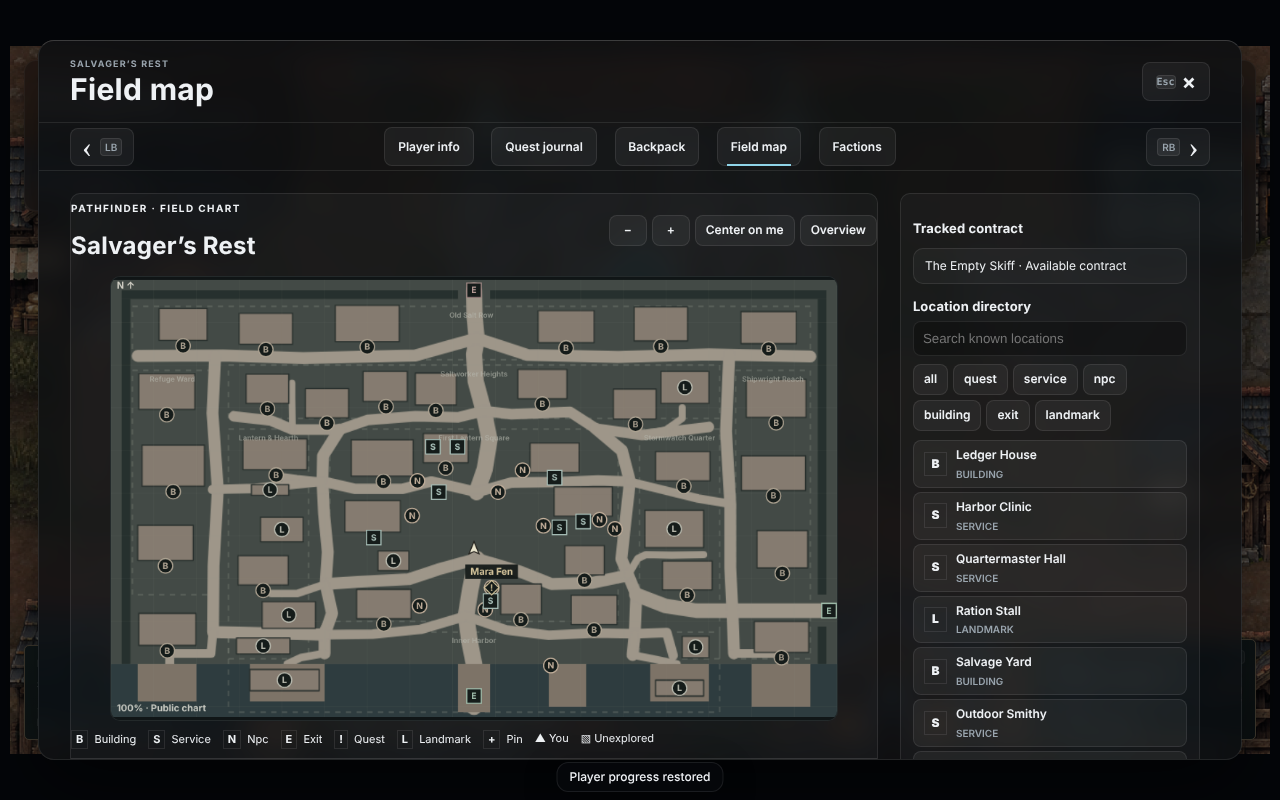 SALVAGER’S REST
Field map
Esc ×
‹ LB
Player info
Quest journal
Backpack
Field map
Factions
RB ›
PATHFINDER · FIELD CHART
Salvager’s Rest
−
+
Center on me
Overview
N ↑
E
Old Salt Row
B B B B B B
Refuge Ward
Saltworker Heights
Shipwright Reach
L
B B B B B B B B
Lantern & Hearth
First Lantern Square
Stormwatch Quarter
S S
B N S
B B N S N B B B
L
L N S N S S N N L
L
Mara Fen
!
S
B B B B B B
L N N B B E
Inner Harbor
B L L B
N
L E L
100% · Public chart
B Building
S Service
N Npc
E Exit
! Quest
L Landmark
+ Pin
▲ You
▧ Unexplored
Tracked contract
The Empty Skiff · Available contract
Location directory
Search known locations
all
quest
service
npc
building
exit
landmark
B Ledger House
BUILDING
S Harbor Clinic
SERVICE
S Quartermaster Hall
SERVICE
L Ration Stall
LANDMARK
B Salvage Yard
BUILDING
S Outdoor Smithy
SERVICE
Player progress restored